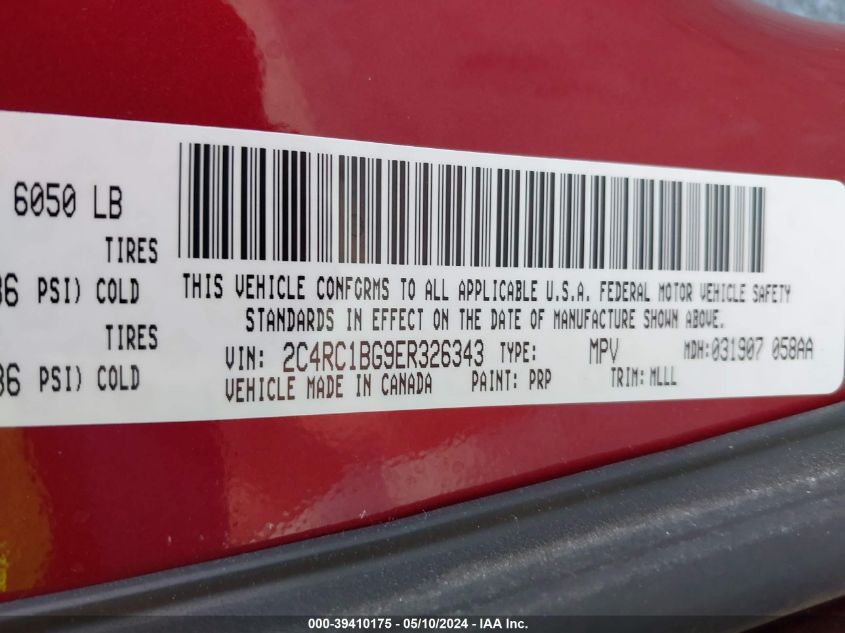 6050 LB
TIRES
PSI) COLD
TIRES
PSI) COLD
THIS VEHICLE CONFORMS TO ALL APPLICABLE U.S.A. FEDERAL MOTOR VEHICLE SAFETY
STANDARDS IN EFFECT ON THE DATE OF MANUFACTURE SHOWN ABOVE.
VIN: 2C4RC1BG9ER326343 TYPE: MPV MDH: 031907 058AA
VEHICLE MADE IN CANADA PAINT: PRP TRIM: MLLL
000-39410175 - 05/10/2024 - IAA Inc.